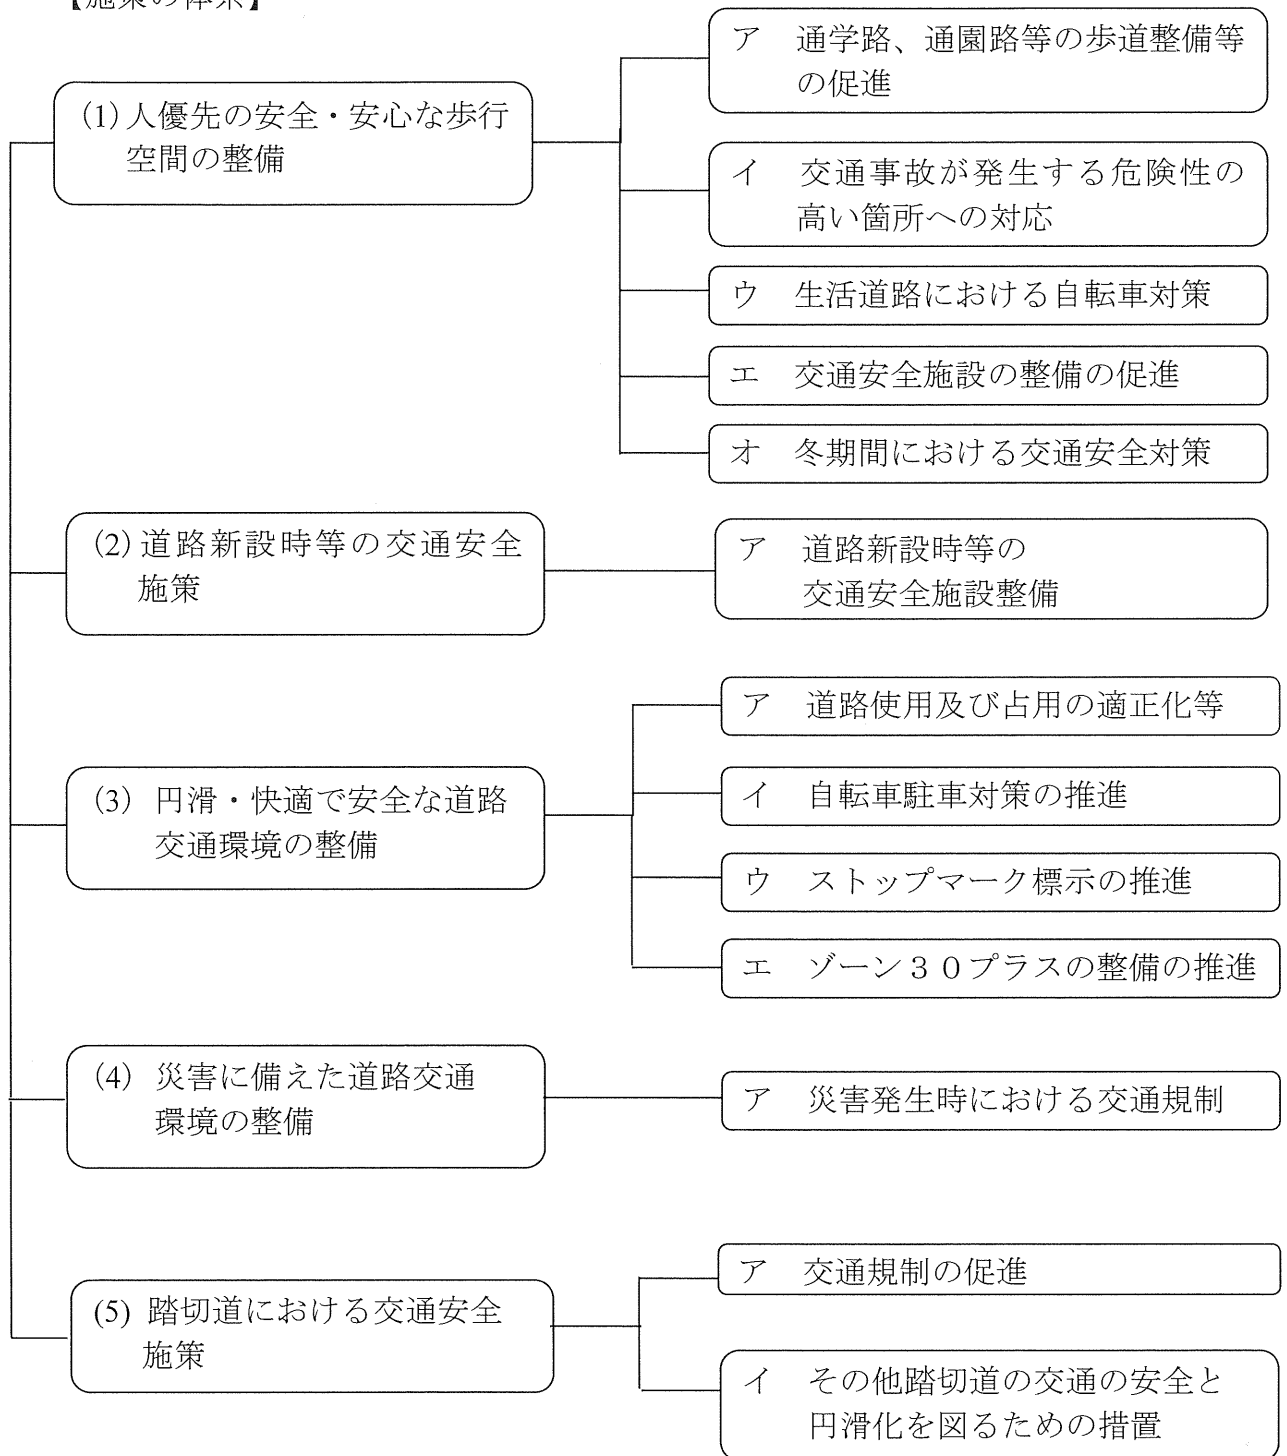 【施策の体系】
(1)人優先の安全・安心な歩行
空間の整備
ア 通学路、通園路等の歩道整備等
の促進
イ 交通事故が発生する危険性の
高い箇所への対応
ウ 生活道路における自転車対策
エ 交通安全施設の整備の促進
オ 冬期間における交通安全対策
(2)道路新設時等の交通安全
施策
ア 道路新設時等の
交通安全施設整備
(3) 円滑・快適で安全な道路
交通環境の整備
ア 道路使用及び占用の適正化等
イ 自転車駐車対策の推進
ウ ストップマーク標示の推進
エ ゾーン30プラスの整備の推進
(4) 災害に備えた道路交通
環境の整備
ア 災害発生時における交通規制
(5) 踏切道における交通安全
施策
ア 交通規制の促進
イ その他踏切道の交通の安全と
円滑化を図るための措置